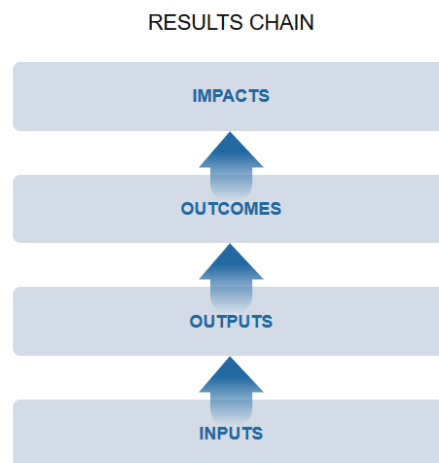 RESULTS CHAIN
IMPACTS
OUTCOMES
OUTPUTS
INPUTS